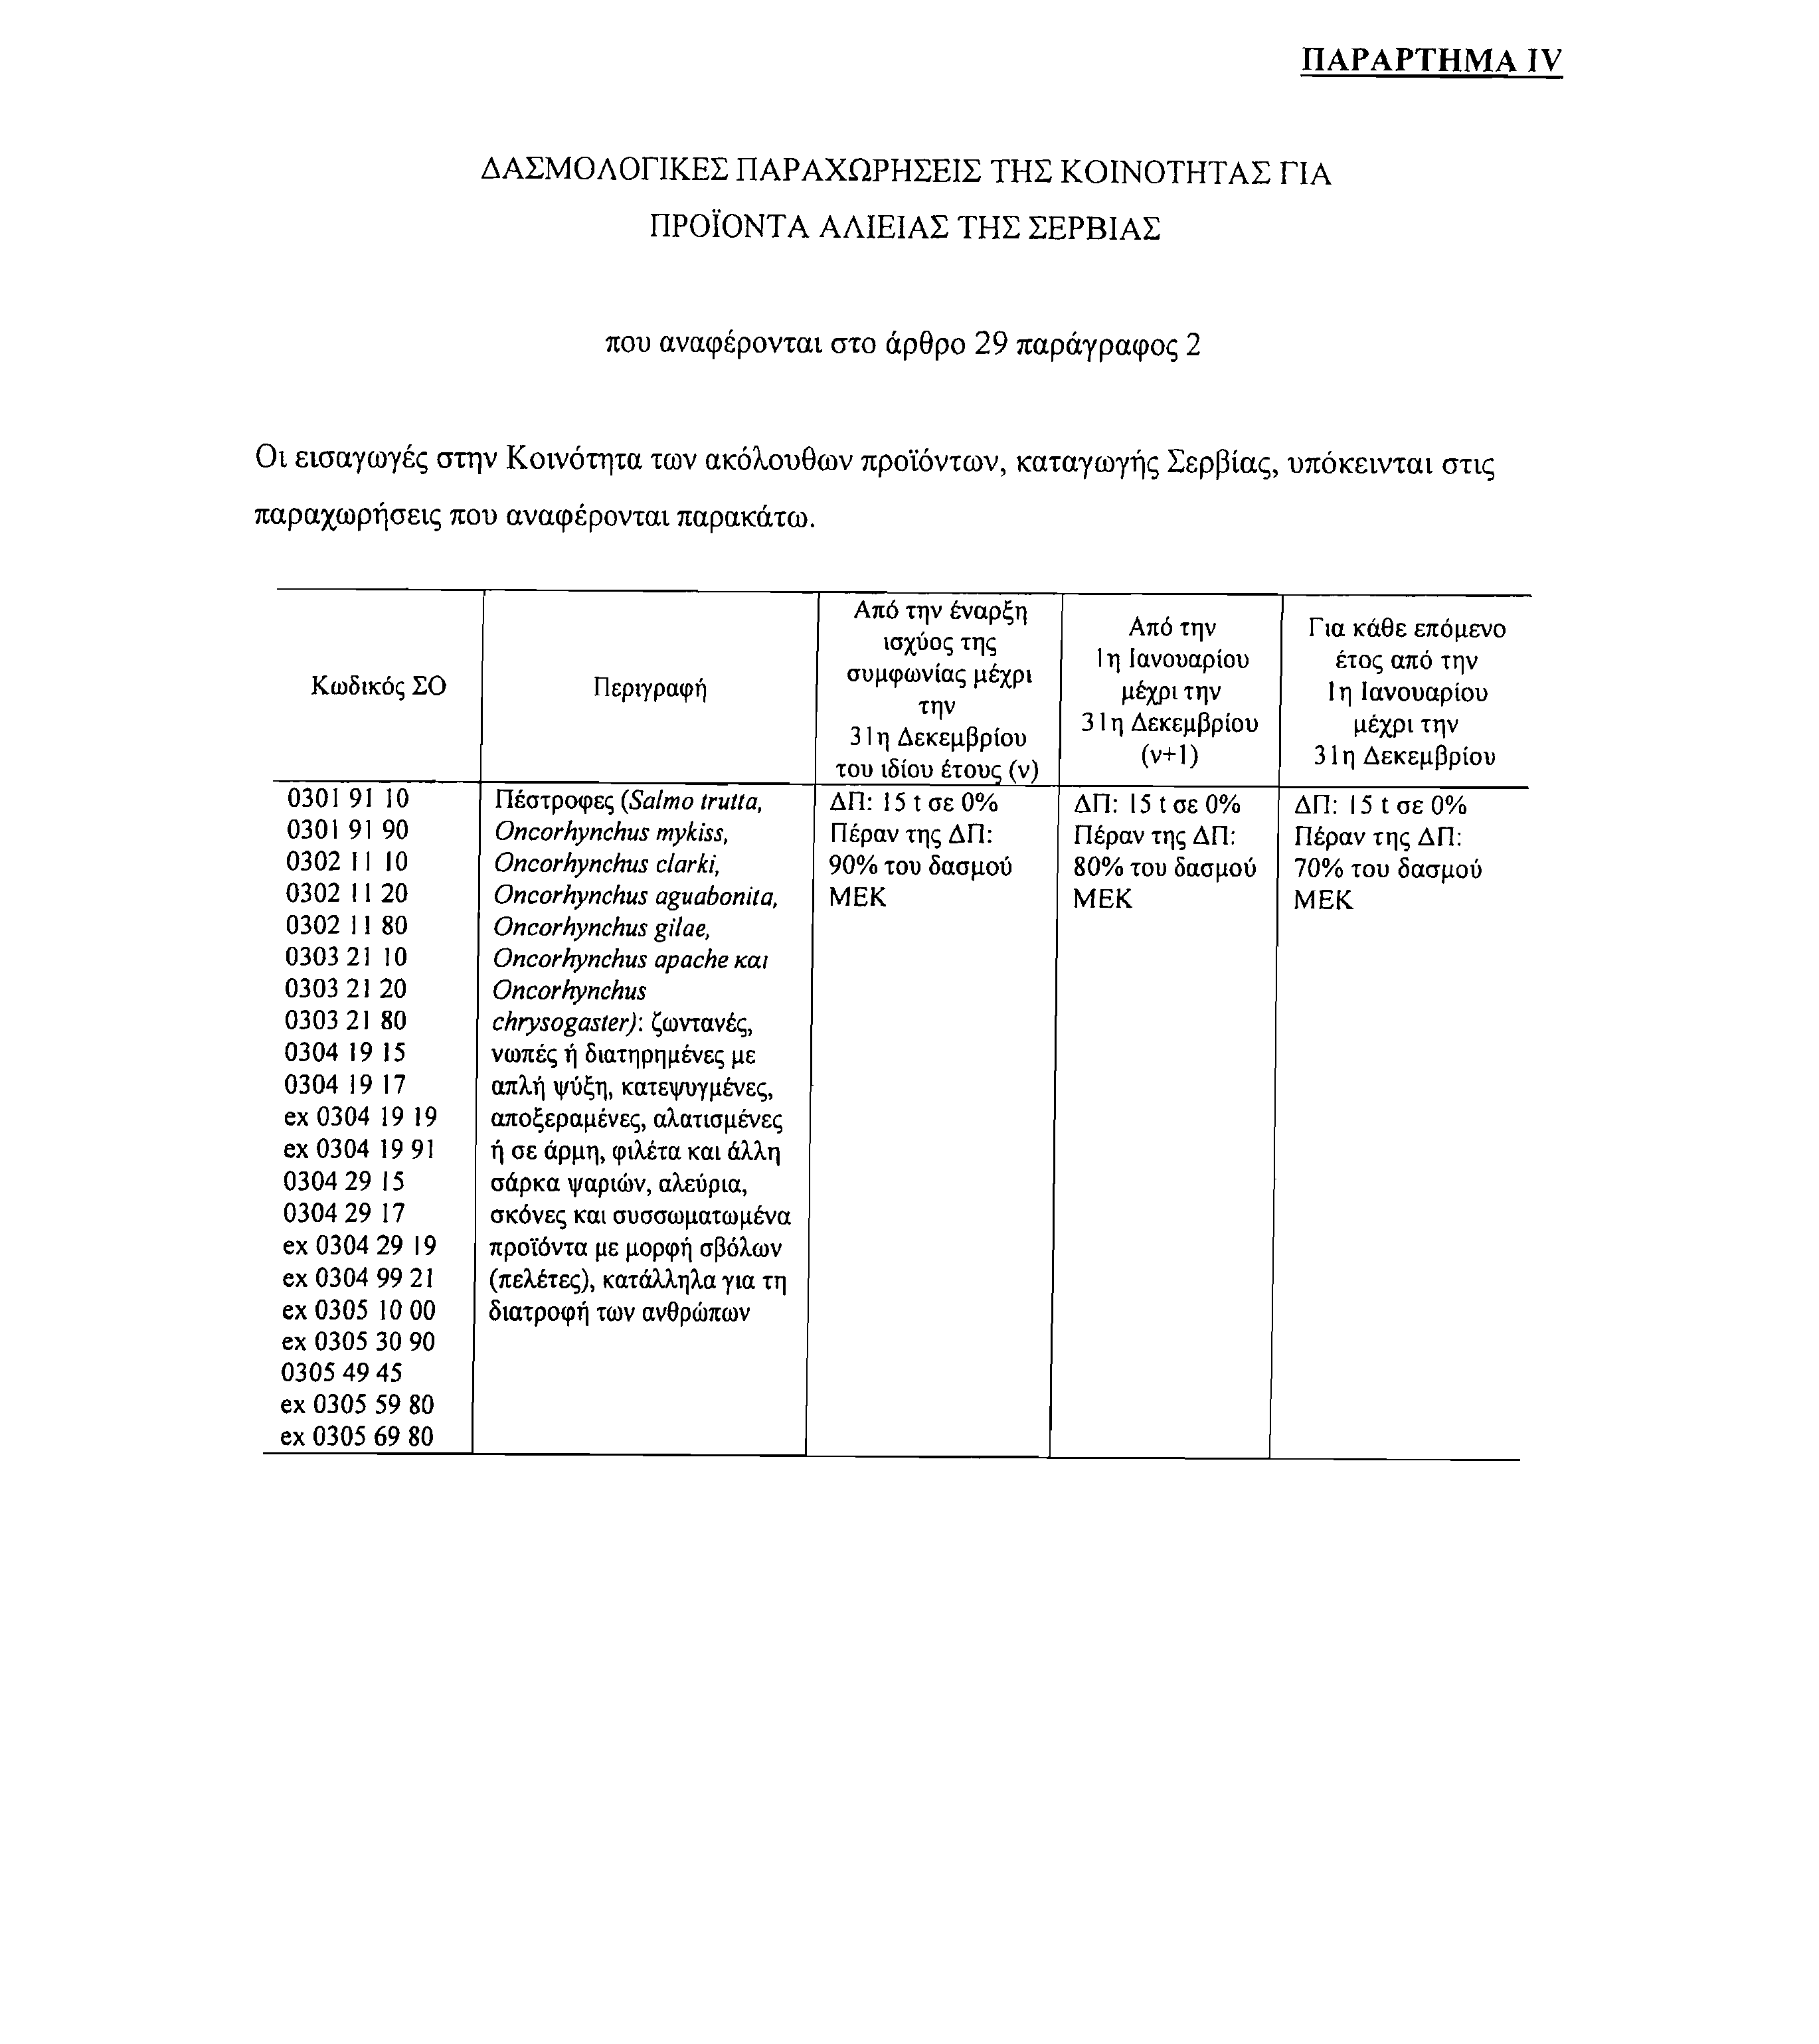 ΠΑΡΑΡΤΗΜΑ IV
ΔΑΣΜΟΛΟΓΙΚΕΣ ΠΑΡΑΧΩΡΗΣΕΙΣ ΤΗΣ ΚΟΙΝΟΤΗΤΑΣ ΓΙΑ
ΠΡΟΪΟΝΤΑ ΑΛΙΕΙΑΣ ΤΗΣ ΣΕΡΒΙΑΣ
που αναφέρονται στο άρθρο 29 παράγραφος 2
Οι εισαγωγές στην Κοινότητα των ακόλουθων προϊόντων, καταγωγής Σερβίας, υπόκεινται στις
παραχωρήσεις που αναφέρονται παρακάτω.
Κωδικός ΣΟ
Περιγραφή
Από την έναρξη
ισχύος της
συμφωνίας μέχρι
την
31η Δεκεμβρίου
του ιδίου έτους (ν)
Από την
1η Ιανουαρίου
μέχρι την
31η Δεκεμβρίου
(ν+1)
Για κάθε επόμενο
έτος από την
1η Ιανουαρίου
μέχρι την
31η Δεκεμβρίου
0301 91 10
0301 91 90
0302 11 10
0302 11 20
0302 11 80
0303 21 10
0303 21 20
0303 21 80
0304 19 15
0304 19 17
ex 0304 19 19
ex 0304 19 91
0304 29 15
0304 29 17
ex 0304 29 19
ex 0304 99 21
ex 0305 10 00
ex 0305 30 90
0305 49 45
ex 0305 59 80
ex 0305 69 80
Πέστροφες (Salmo trutta,
Oncorhynchus mykiss,
Oncorhynchus clarki,
Oncorhynchus aguabonita,
Oncorhynchus gilae,
Oncorhynchus apache και
Oncorhynchus
chrysogaster): ζωντανές,
νωπές ή διατηρημένες με
απλή ψύξη, κατεψυγμένες,
αποξεραμένες, αλατισμένες
ή σε άρμη, φιλέτα και άλλη
σάρκα ψαριών, αλεύρια,
σκόνες και συσσωματωμένα
προϊόντα με μορφή σβόλων
(πελέτες), κατάλληλα για τη
διατροφή των ανθρώπων
ΔΠ: 15 t σε 0%
Πέραν της ΔΠ:
90% του δασμού
ΜΕΚ
ΔΠ: 15 t σε 0%
Πέραν της ΔΠ:
80% του δασμού
ΜΕΚ
ΔΠ: 15 t σε 0%
Πέραν της ΔΠ:
70% του δασμού
ΜΕΚ